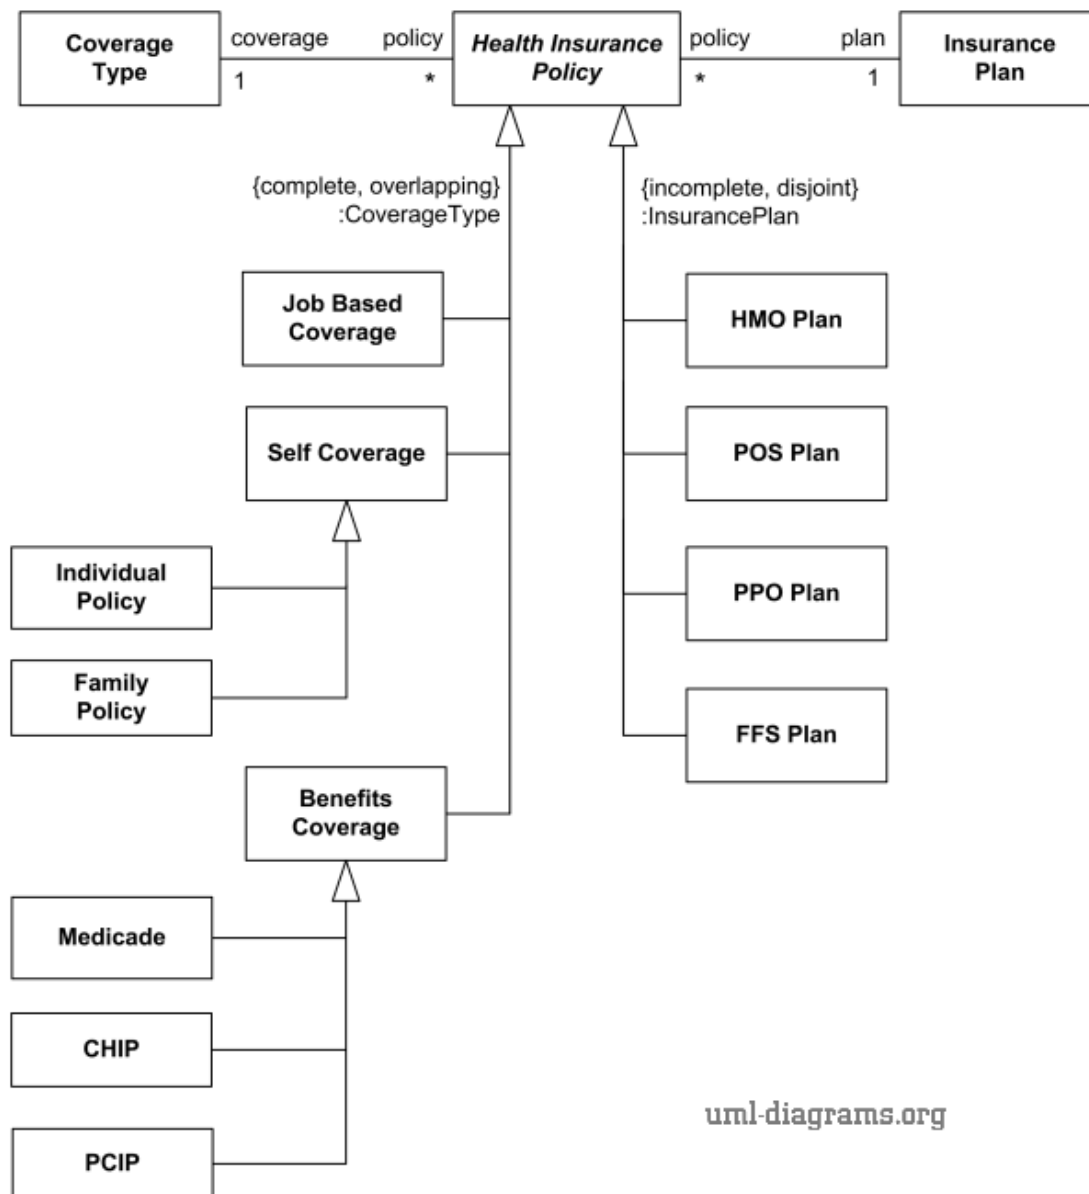 Coverage
Type
coverage
policy
1
*
Health Insurance
Policy
policy
plan
*
1
Insurance
Plan
{complete, overlapping}
:CoverageType
{incomplete, disjoint}
:InsurancePlan
Job Based
Coverage
HMO Plan
Self Coverage
POS Plan
Individual
Policy
PPO Plan
Family
Policy
FFS Plan
Benefits
Coverage
Medicade
CHIP
PCIP
uml-diagrams.org